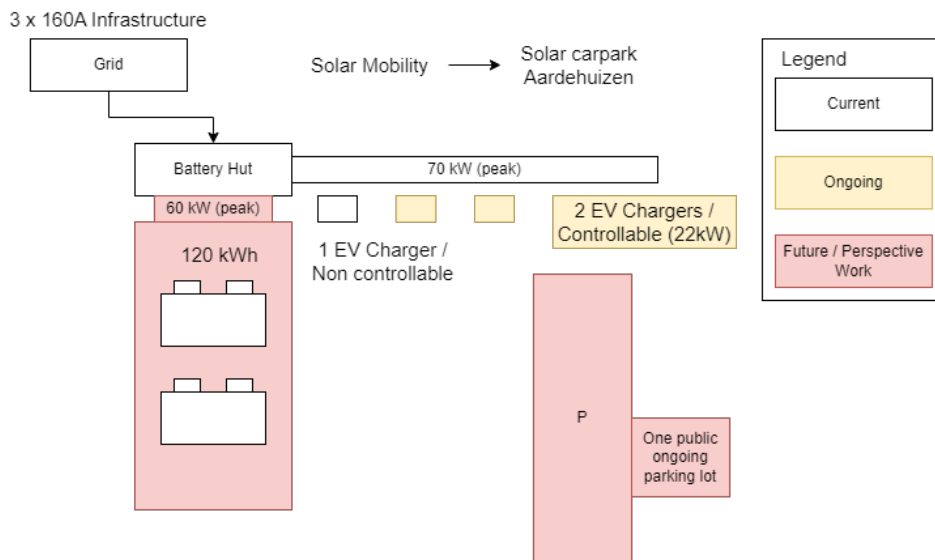 3 x 160A Infrastructure
Grid
Solar Mobility
Solar carpark
Aardehuizen
Legend
Current
Ongoing
Future / Perspective
Work
Battery Hut
70 kW (peak)
60 kW (peak)
120 kWh
1 EV Charger /
Non controllable
2 EV Chargers /
Controllable (22kW)
P
One public
ongoing
parking lot